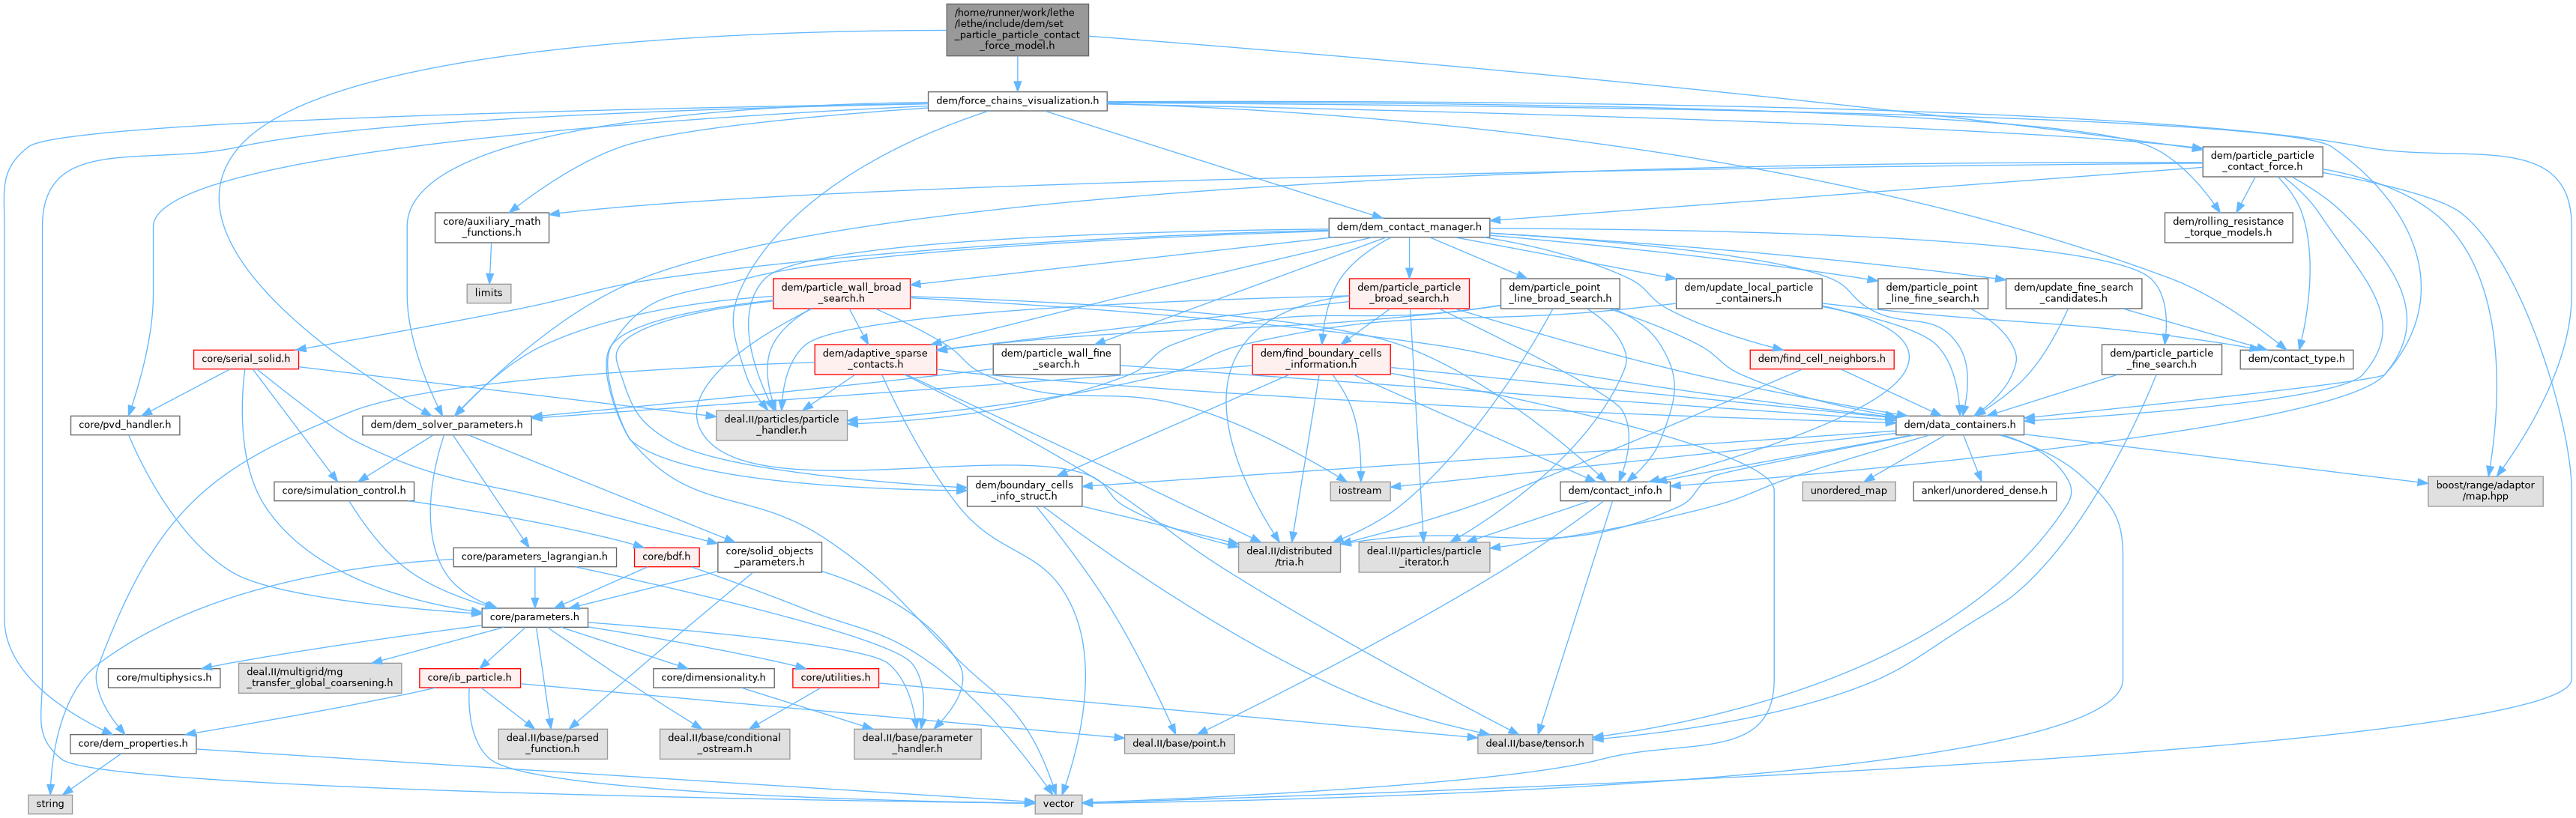 /home/runner/work/lethe
/lethe/include/dem/set
_particle_particle_contact
_force_model.h
dem/force_chains_visualization.h
dem/particle_particle
_contact_force.h
core/auxiliary_math
_functions.h
dem/dem_contact_manager.h
dem/rolling_resistance
_torque_models.h
limits
dem/particle_wall_broad
_search.h
dem/particle_particle
_broad_search.h
dem/particle_point
_line_broad_search.h
dem/update_local_particle
_containers.h
dem/particle_point
_line_fine_search.h
dem/update_fine_search
_candidates.h
core/serial_solid.h
dem/adaptive_sparse
_contacts.h
dem/particle_wall_fine
_search.h
dem/find_boundary_cells
_information.h
dem/find_cell_neighbors.h
dem/particle_particle
_fine_search.h
dem/contact_type.h
core/pvd_handler.h
dem/dem_solver_parameters.h
deal.II/particles/particle
_handler.h
dem/data_containers.h
core/simulation_control.h
dem/boundary_cells
_info_struct.h
iostream
dem/contact_info.h
unordered_map
ankerl/unordered_dense.h
boost/range/adaptor
/map.hpp
core/parameters_lagrangian.h
core/bdf.h
core/solid_objects
_parameters.h
deal.II/distributed
/tria.h
deal.II/particles/particle
_iterator.h
core/parameters.h
core/multiphysics.h
deal.II/multigrid/mg
_transfer_global_coarsening.h
core/ib_particle.h
core/dimensionality.h
core/utilities.h
core/dem_properties.h
deal.II/base/parsed
_function.h
deal.II/base/conditional
_ostream.h
deal.II/base/parameter
_handler.h
deal.II/base/point.h
deal.II/base/tensor.h
string
vector